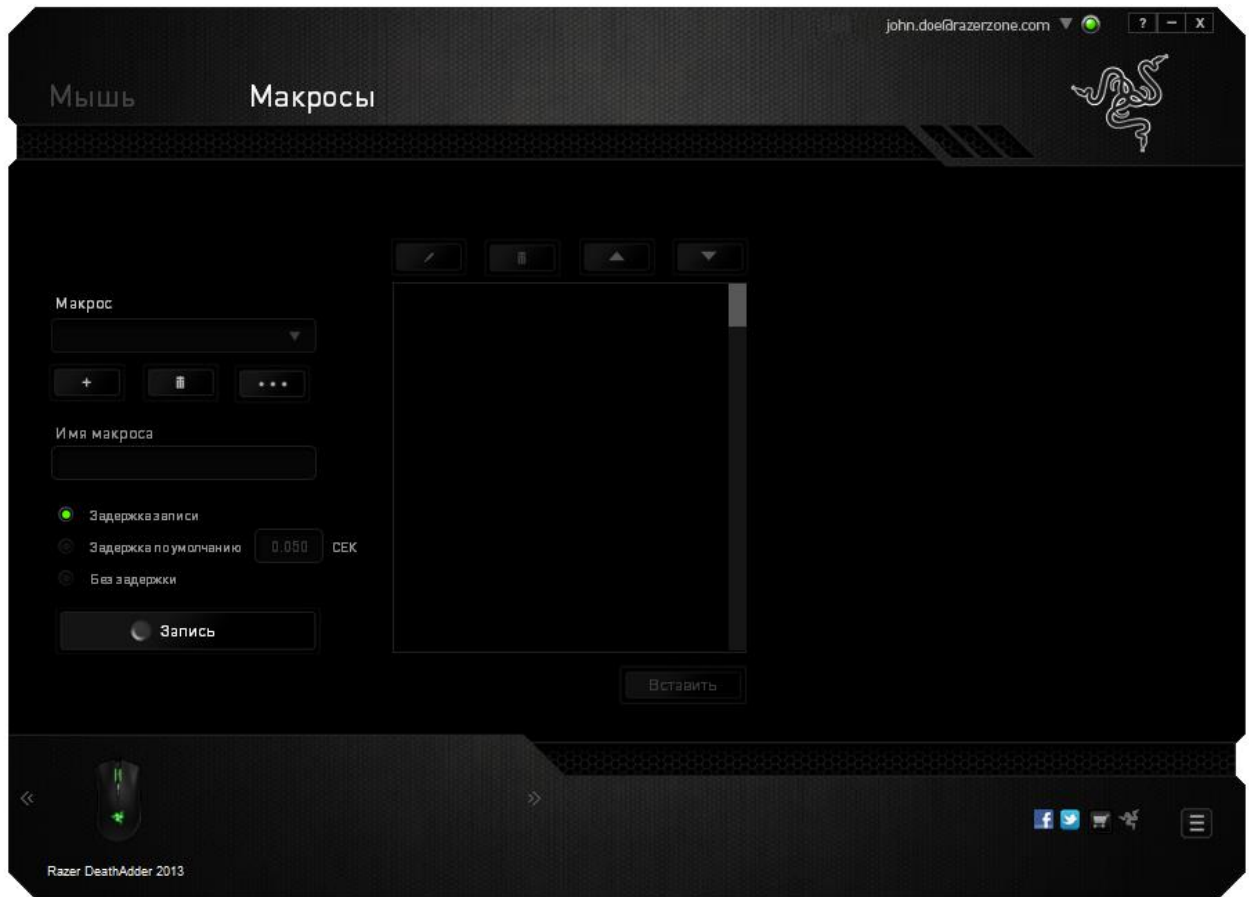 john.doe@razerzone.com
? – X
Мышь Макросы
Макрос
Имя макроса
Задержка записи
Задержка по умолчанию 0.050 СЕК
Без задержки
Запись
Вставить
Razer DeathAdder 2013